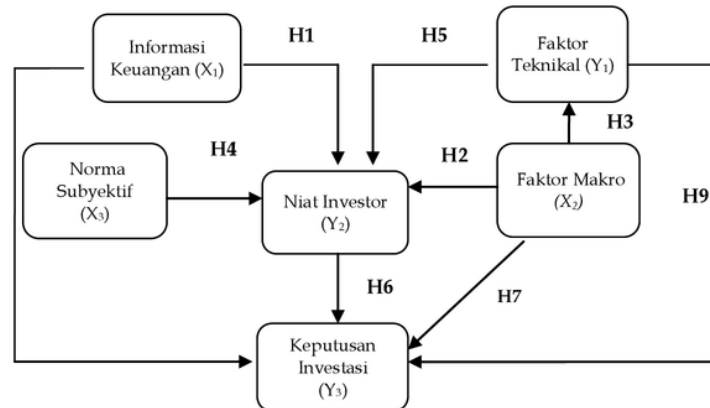 H1
H5
Informasi
Keuangan (X₁)
Faktor
Teknikal (Y₁)
H3
H4
H2
Norma
Subyektif
(X₃)
Niat Investor
(Y₂)
Faktor Makro
(X₂)
H9
H6
H7
Keputusan
Investasi
(Y₃)